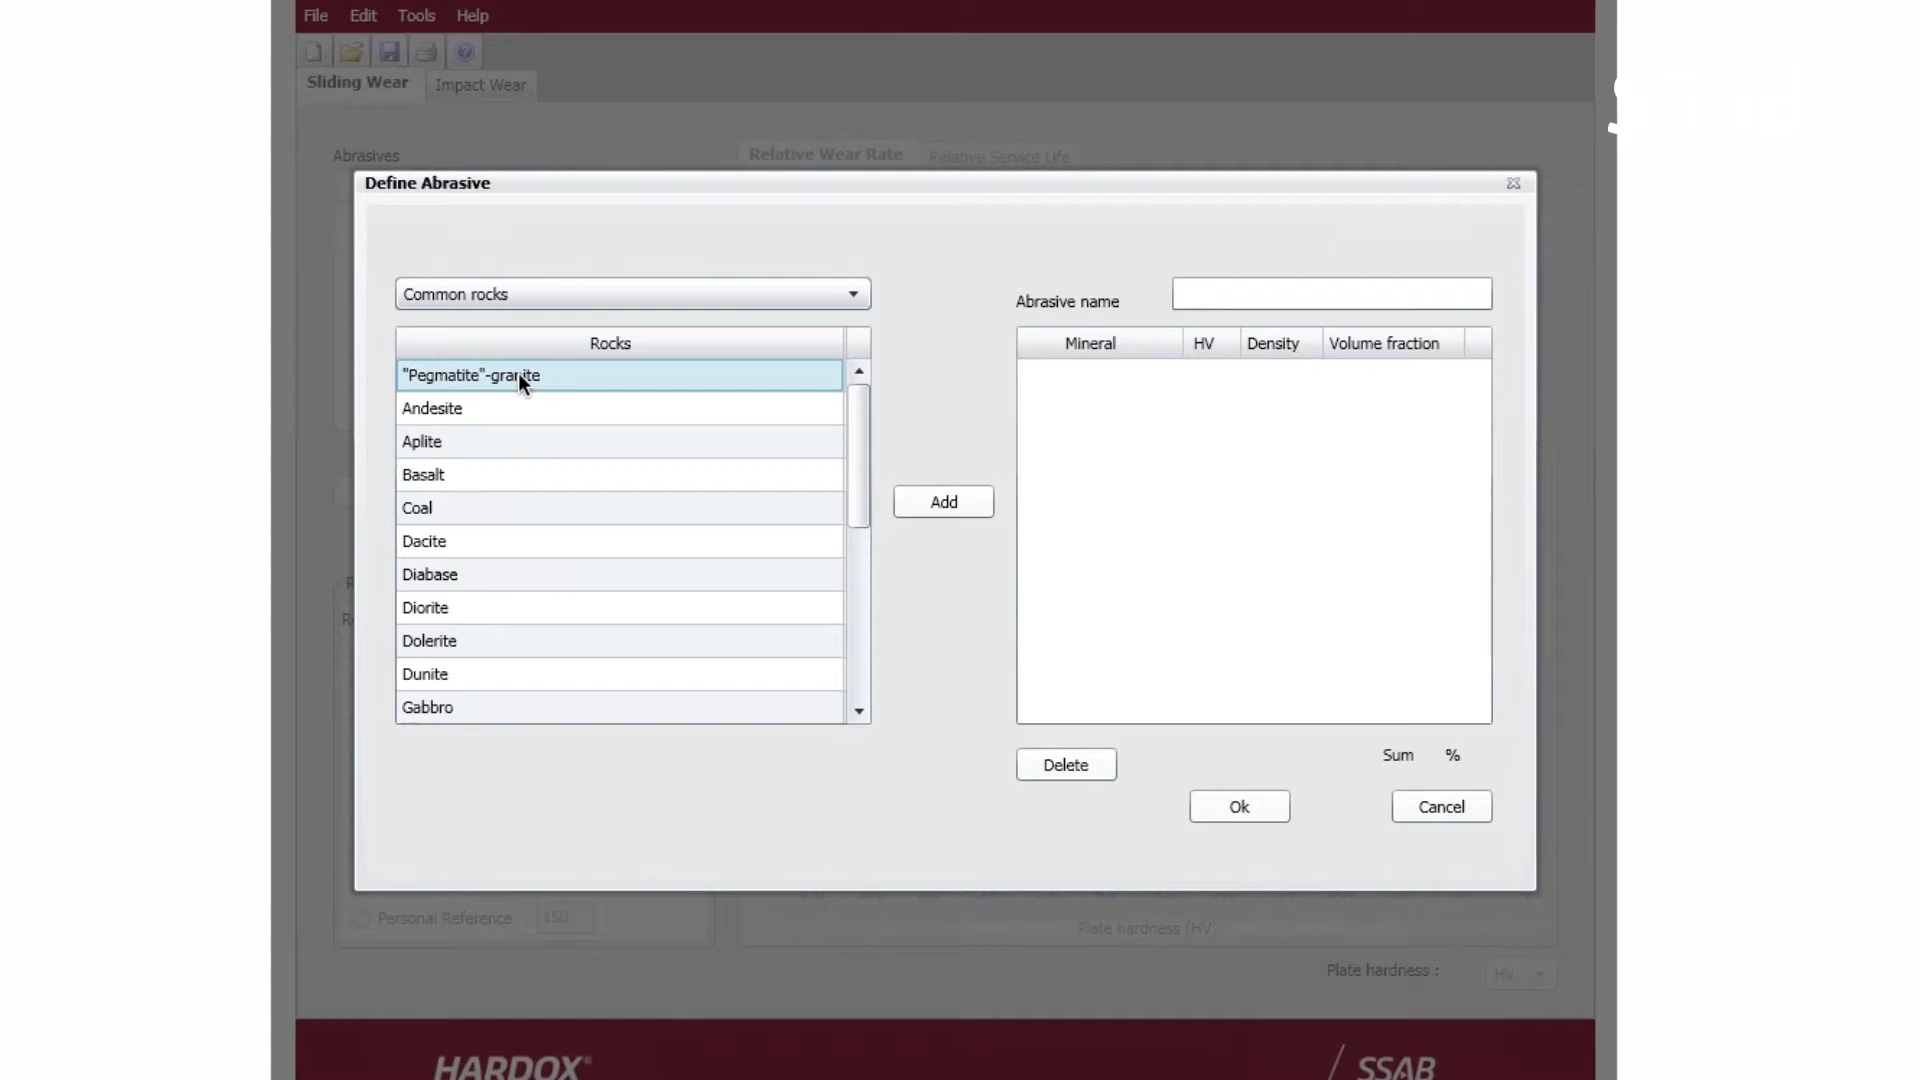 File Edit Tools Help
Sliding Wear Impact Wear
Abrasives
Relative Wear Rate Relative Service Life
Define Abrasive
Common rocks
Abrasive name
Rocks
Mineral HV Density Volume fraction
"Pegmatite"-granite
Andesite
Aplite
Basalt
Coal
Add
Dacite
Diabase
Diorite
Dolerite
Dunite
Gabbro
Sum %
Delete
Ok Cancel
Personal Reference 150
Plate hardness (HV)
Plate hardness : HV
HARDOX®
SSAB